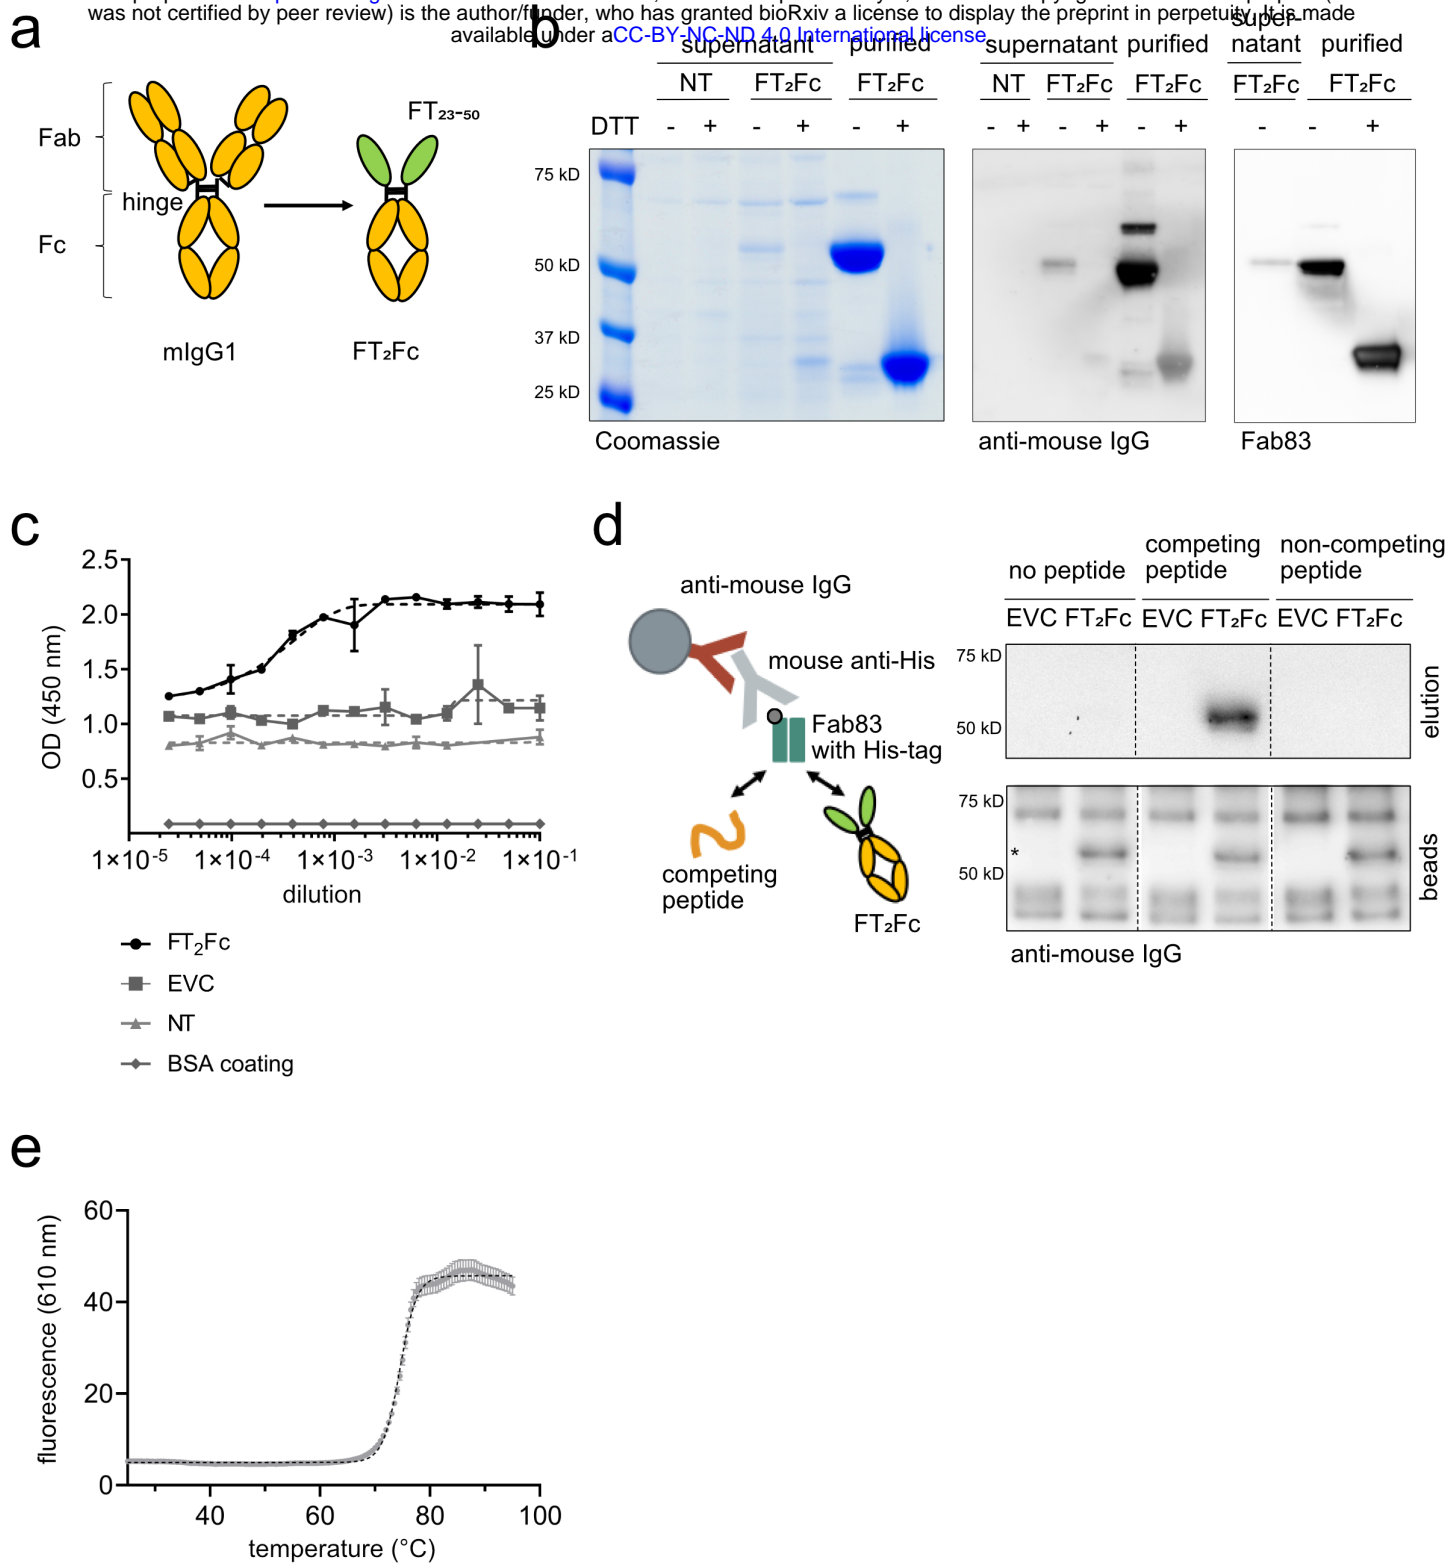 was not certified by peer review) is the author/funder, who has granted bioRxiv a license to display the preprint in perpetuity. It is made
available under aCC-BY-NC-ND 4.0 International license.
a
Fab
hinge
Fc
FT₂₃₋₅₀
mIgG1
FT₂Fc
b
supernatant purified
NT FT₂Fc FT₂Fc
DTT - + - + - +
75 kD
50 kD
37 kD
25 kD
Coomassie
supernatant purified
NT FT₂Fc FT₂Fc
- + - + - +
anti-mouse IgG
super-
natant purified
FT₂Fc FT₂Fc
- - +
Fab83
c
OD (450 nm)
2.5
2.0
1.5
1.0
0.5
1×10⁻⁵ 1×10⁻⁴ 1×10⁻³ 1×10⁻² 1×10⁻¹
dilution
FT₂Fc
EVC
NT
BSA coating
d
anti-mouse IgG
mouse anti-His
Fab83
with His-tag
competing
peptide
FT₂Fc
no peptide
competing
peptide
non-competing
peptide
EVC FT₂Fc EVC FT₂Fc EVC FT₂Fc
75 kD
50 kD
elution
75 kD
*
50 kD
beads
anti-mouse IgG
e
fluorescence (610 nm)
60
40
20
0
40 60 80 100
temperature (°C)